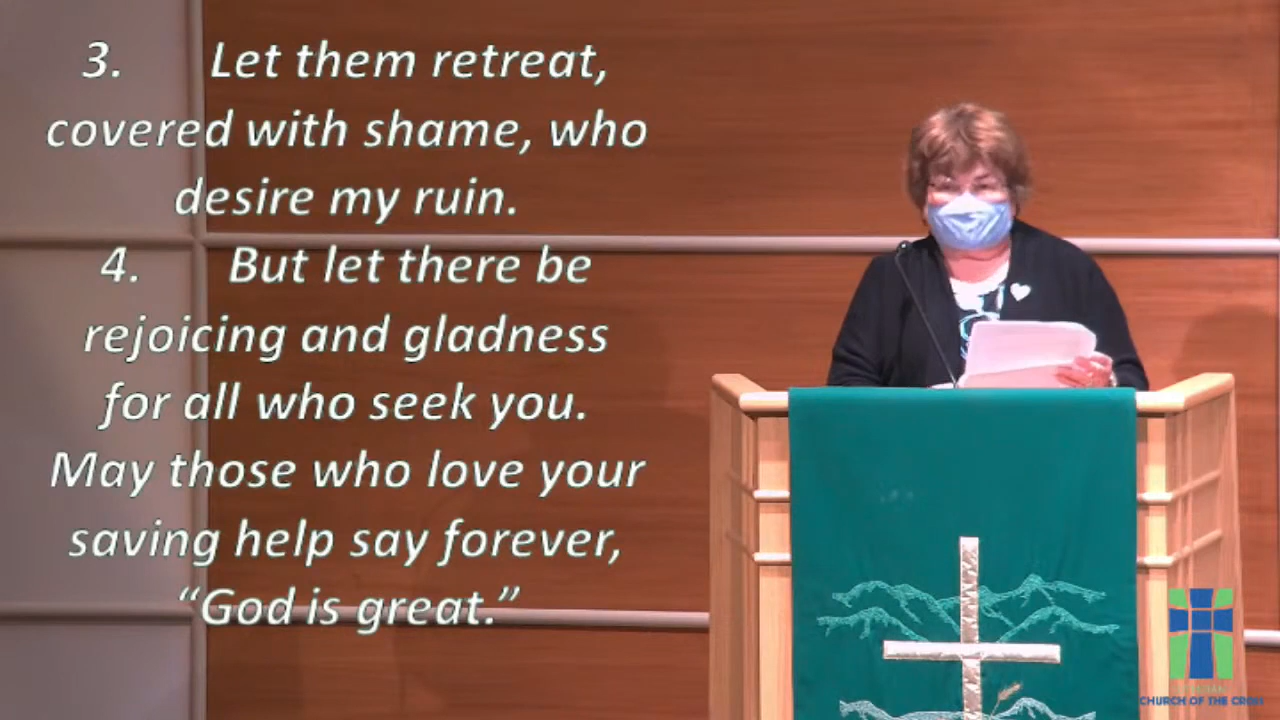 3. Let them retreat,
covered with shame, who
desire my ruin.
4. But let there be
rejoicing and gladness
for all who seek you.
May those who love your
saving help say forever,
“God is great.”
CHURCH OF THE CROSS